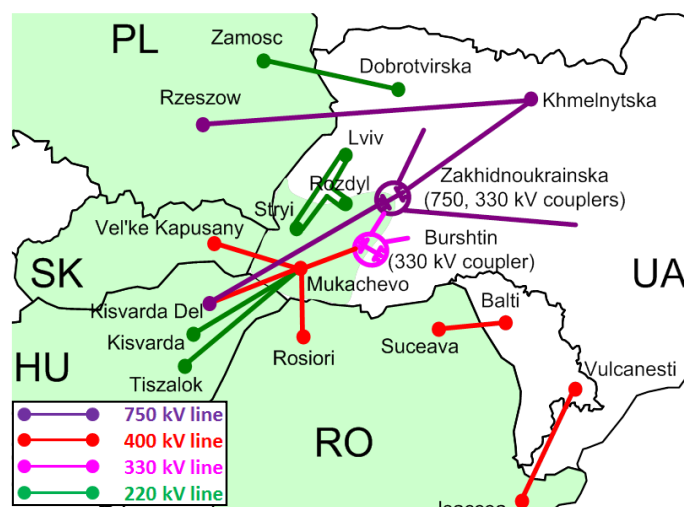 PL
Zamosc
Dobrotvirska
Rzeszow
Khmelnytska
Lviv
Zakhidnoukrainska
(750, 330 kV couplers)
Rozdyl
Stryi
Vel'ke Kapusany
Burshtin
(330 kV coupler)
SK
Mukachevo
UA
Kisvarda Del
Balti
Kisvarda
Rosiori
Suceava
HU
Tiszalok
Vulcanesti
RO
750 kV line
400 kV line
330 kV line
220 kV line